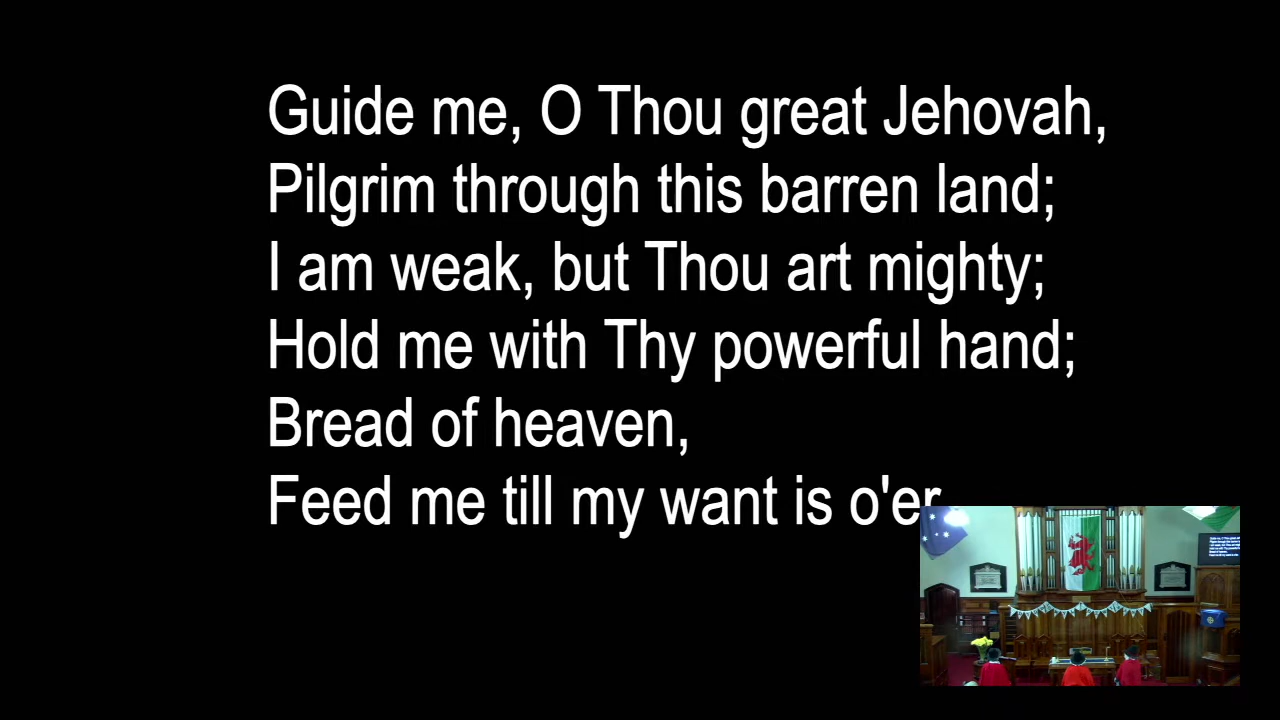 Guide me, O Thou great Jehovah,
Pilgrim through this barren land;
I am weak, but Thou art mighty;
Hold me with Thy powerful hand;
Bread of heaven,
Feed me till my want is o'er